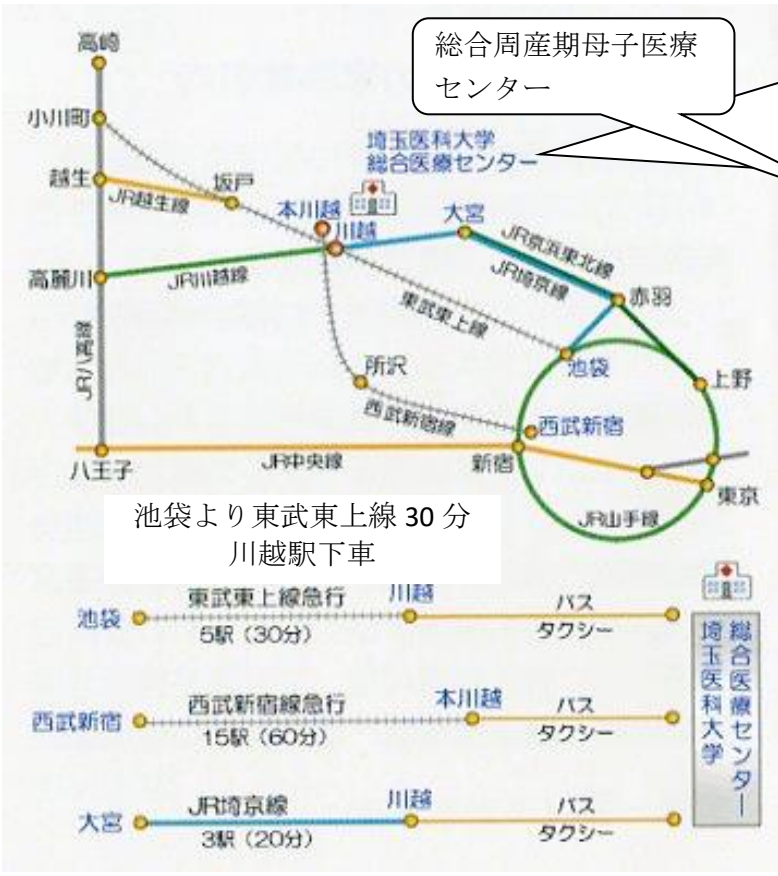 高崎
総合周産期母子医療
センター
小川町
埼玉医科大学
総合医療センター
越生
坂戸
JR越生線
本川越
川越
大宮
JR京浜東北線
JR埼京線
高麗川
JR川越線
東武東上線
赤羽
JR八高線
池袋
所沢
上野
西武新宿線
西武新宿
八王子
JR中央線
新宿
東京
JR山手線
池袋より東武東上線 30 分
川越駅下車
池袋
東武東上線急行
5駅(30分)
川越
バス
タクシー
西武新宿
西武新宿線急行
15駅(60分)
本川越
バス
タクシー
大宮
JR埼京線
3駅(20分)
川越
バス
タクシー
総合医療センター
埼玉医科大学